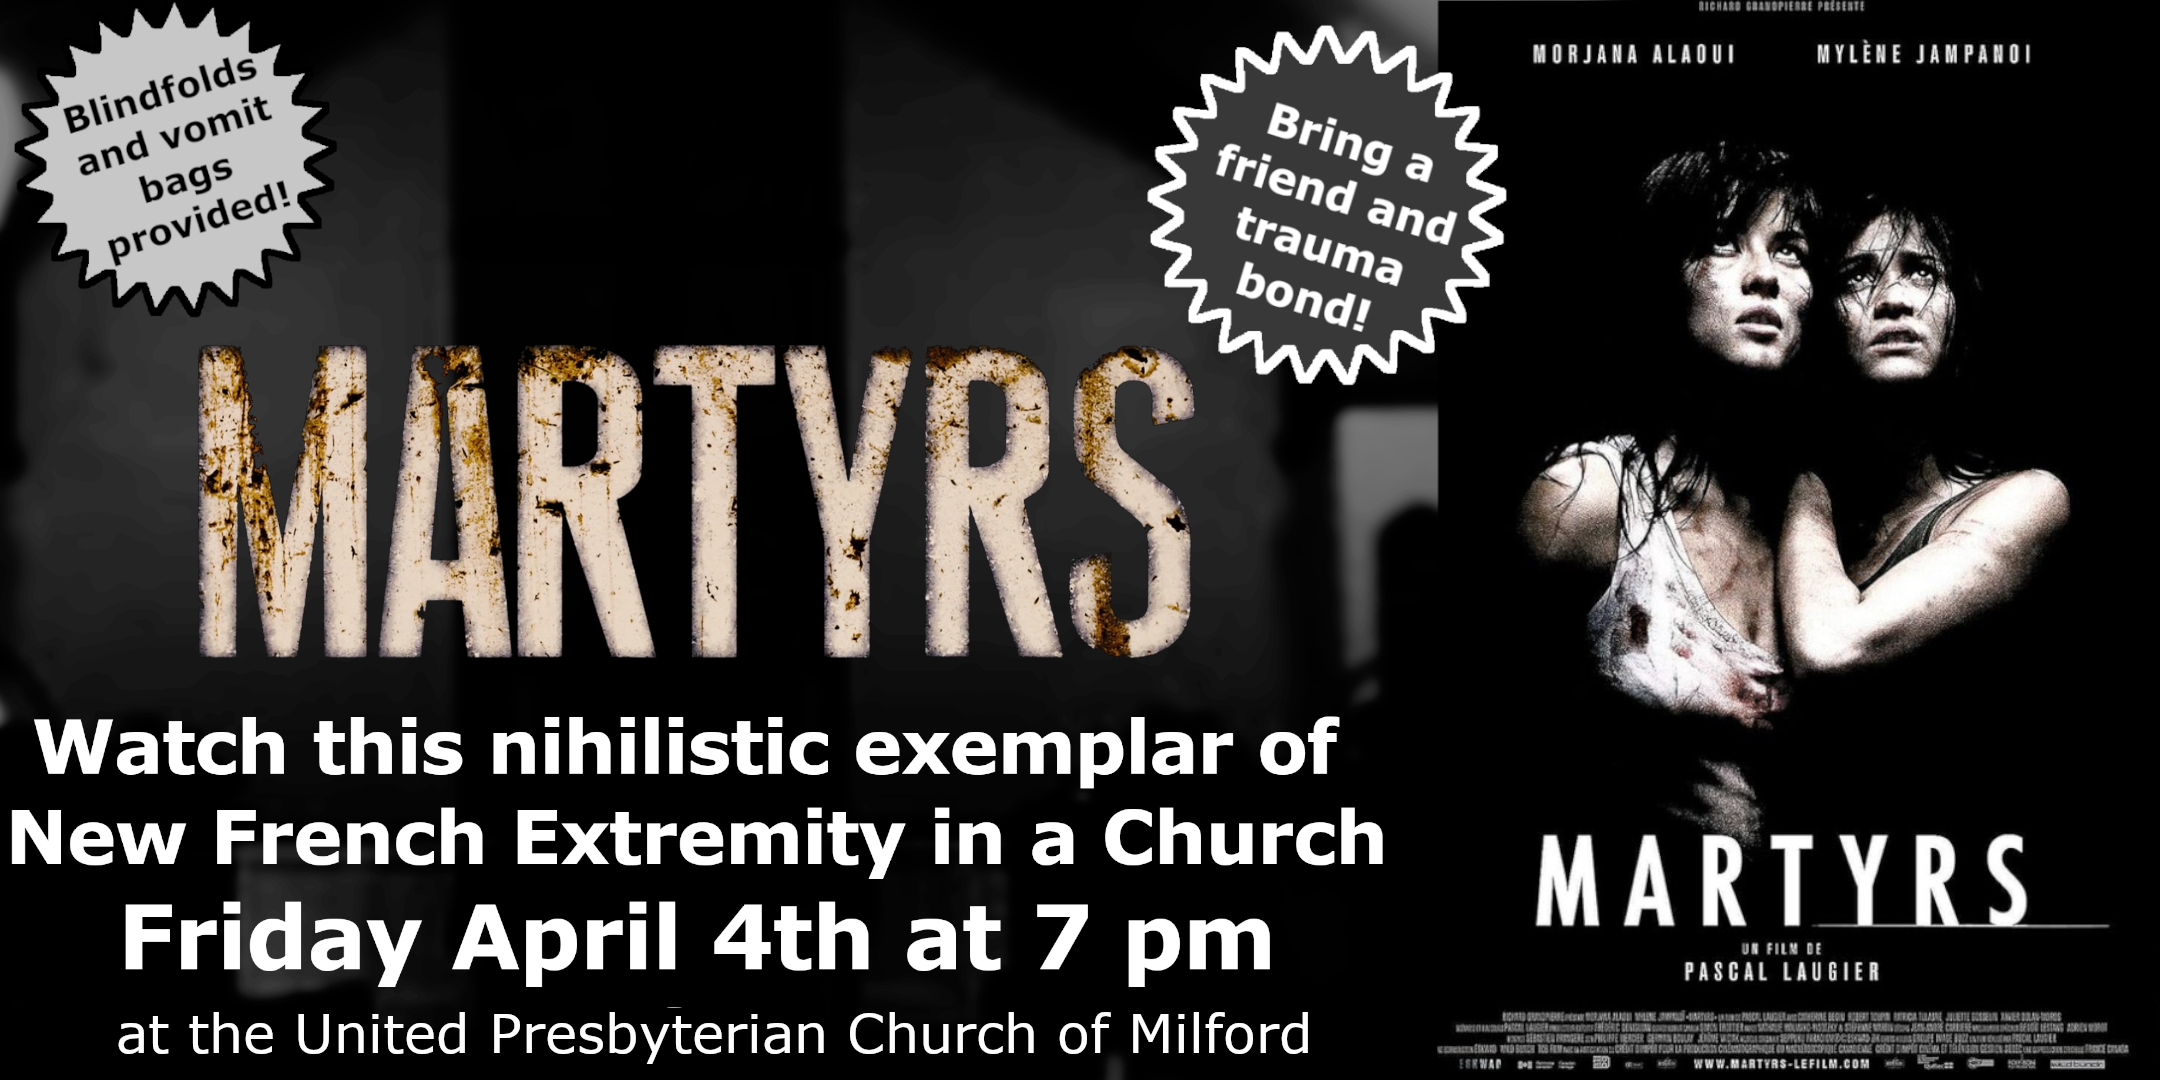 Blindfolds
and vomit
bags
provided!
Bring a
friend and
trauma
bond!
MARTYRS
Watch this nihilistic exemplar of
New French Extremity in a Church
Friday April 4th at 7 pm
at the United Presbyterian Church of Milford
RICHARD GRANDPIERRE PRÉSENTE
MORJANA ALAOUI MYLÈNE JAMPANOI
MARTYRS
UN FILM DE
PASCAL LAUGIER
WWW.MARTYRS-LEFILM.COM